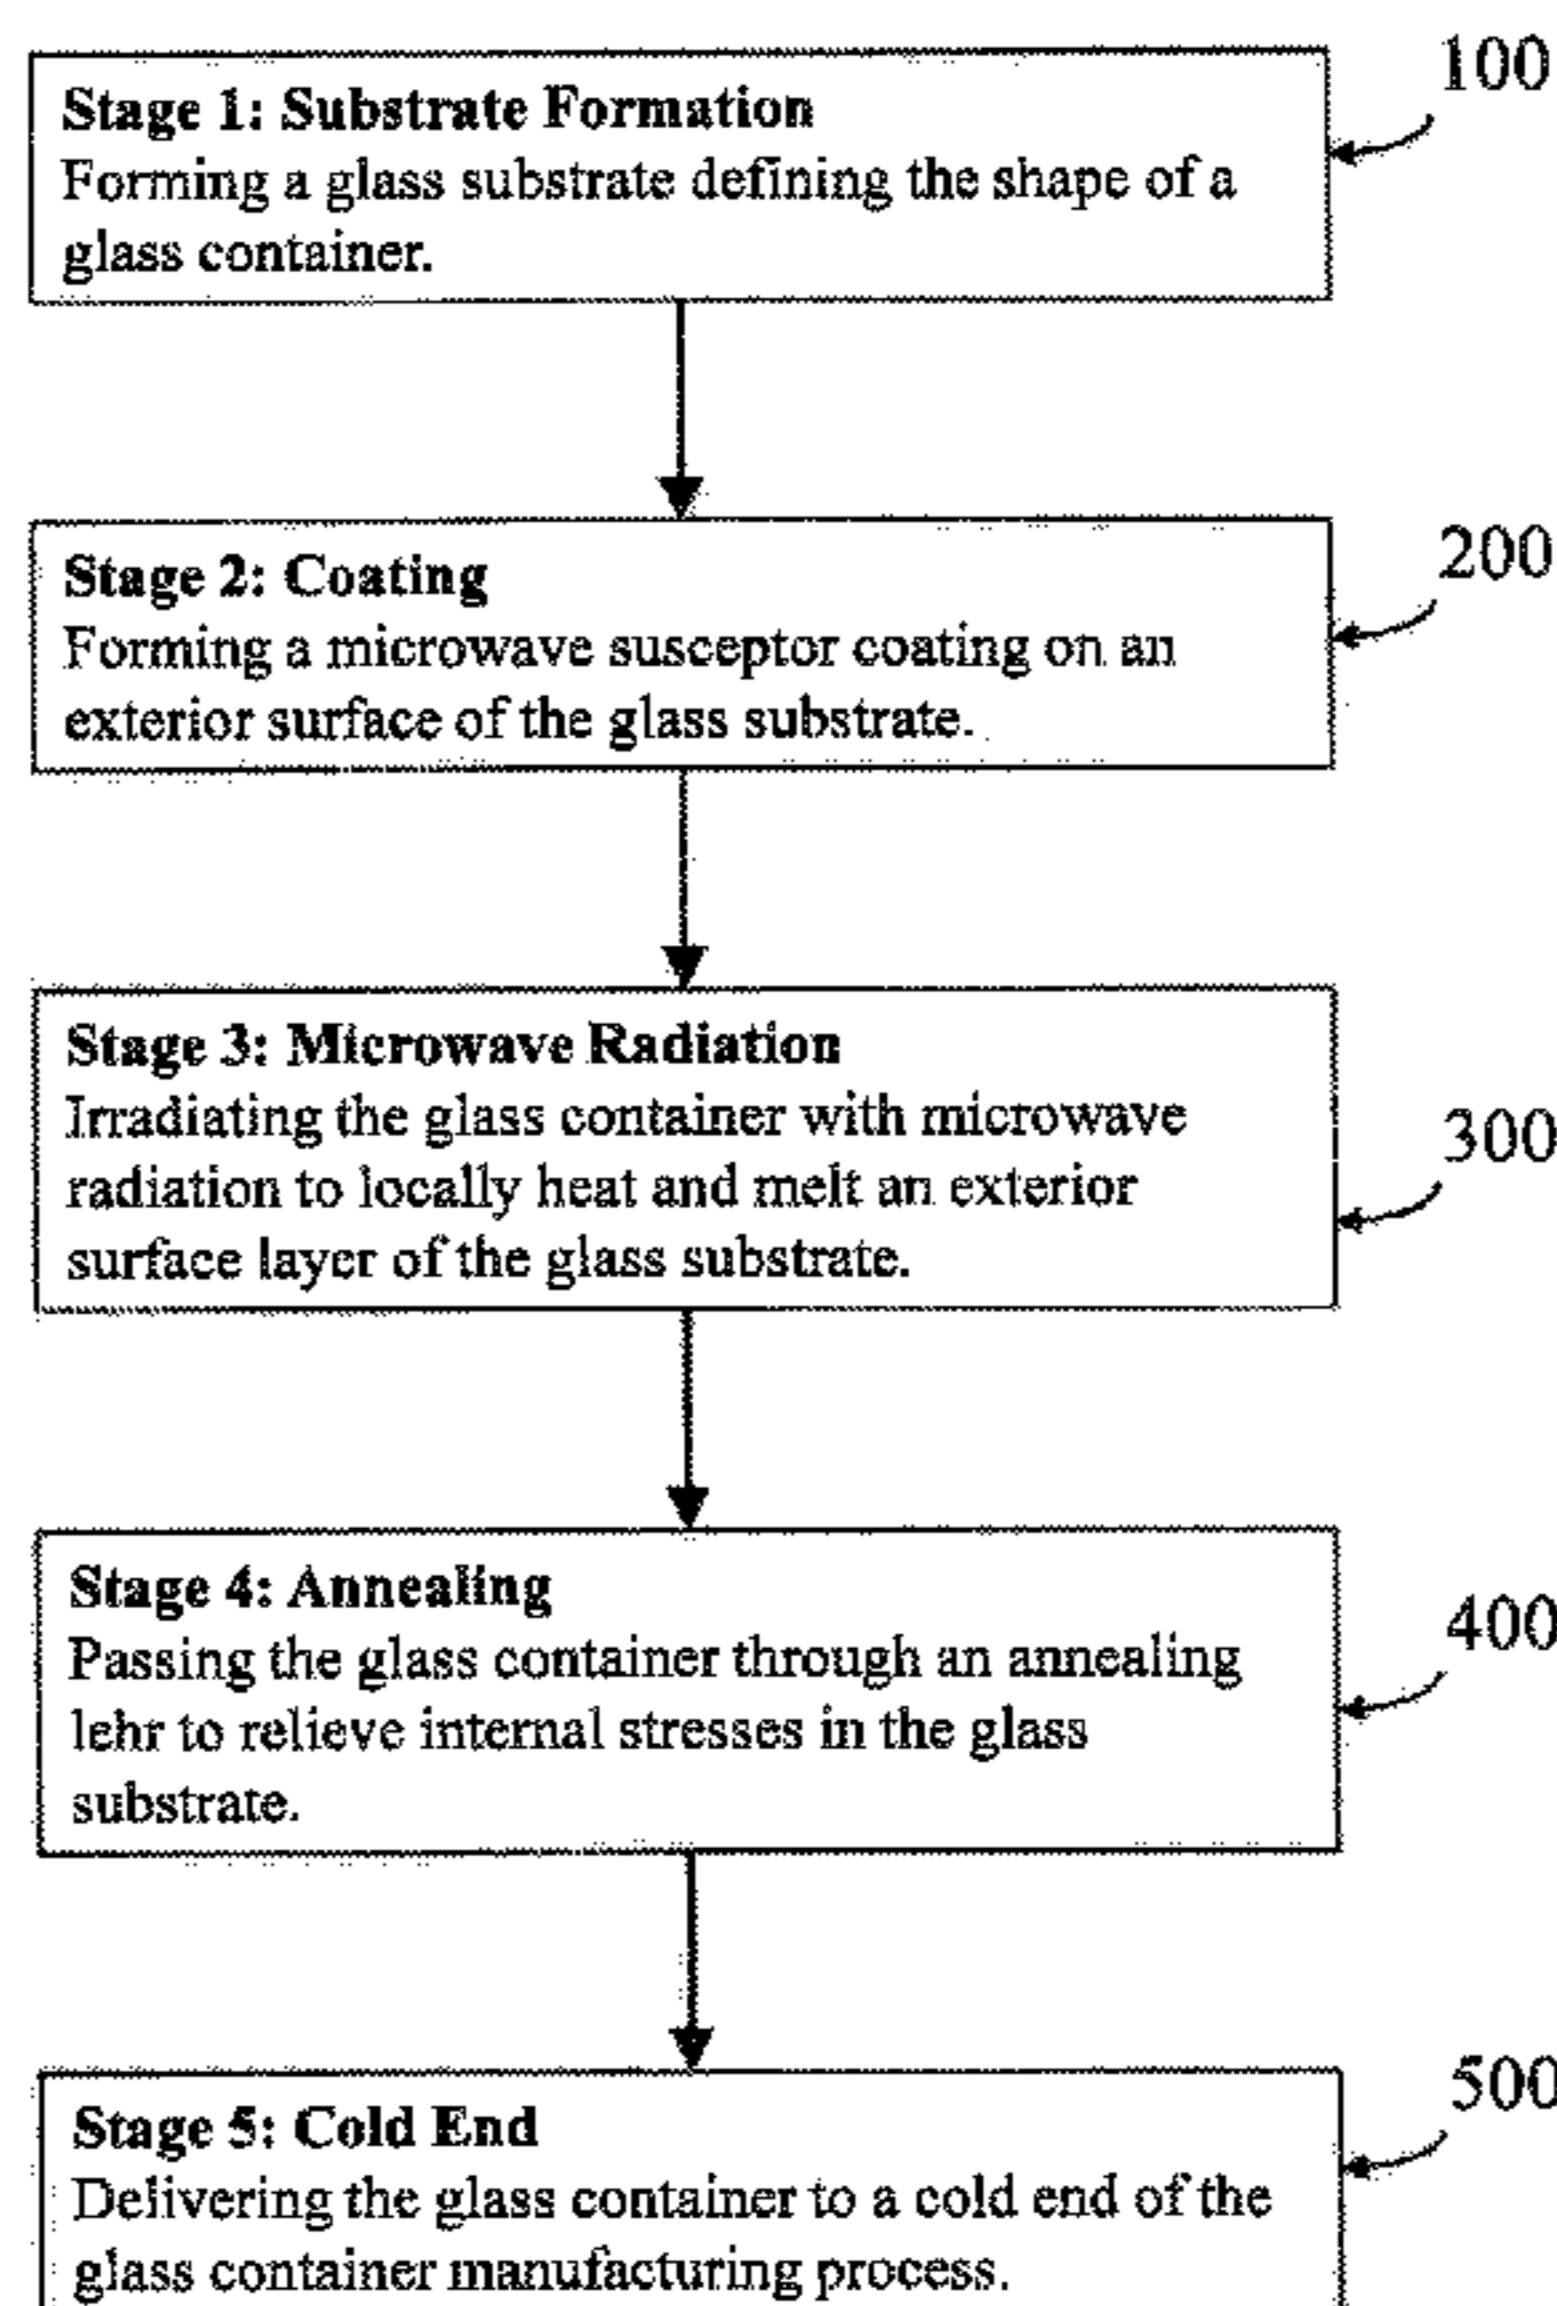 100
Stage 1: Substrate Formation
Forming a glass substrate defining the shape of a
glass container.
200
Stage 2: Coating
Forming a microwave susceptor coating on an
exterior surface of the glass substrate.
300
Stage 3: Microwave Radiation
Irradiating the glass container with microwave
radiation to locally heat and melt an exterior
surface layer of the glass substrate.
400
Stage 4: Annealing
Passing the glass container through an annealing
lehr to relieve internal stresses in the glass
substrate.
500
Stage 5: Cold End
Delivering the glass container to a cold end of the
glass container manufacturing process.